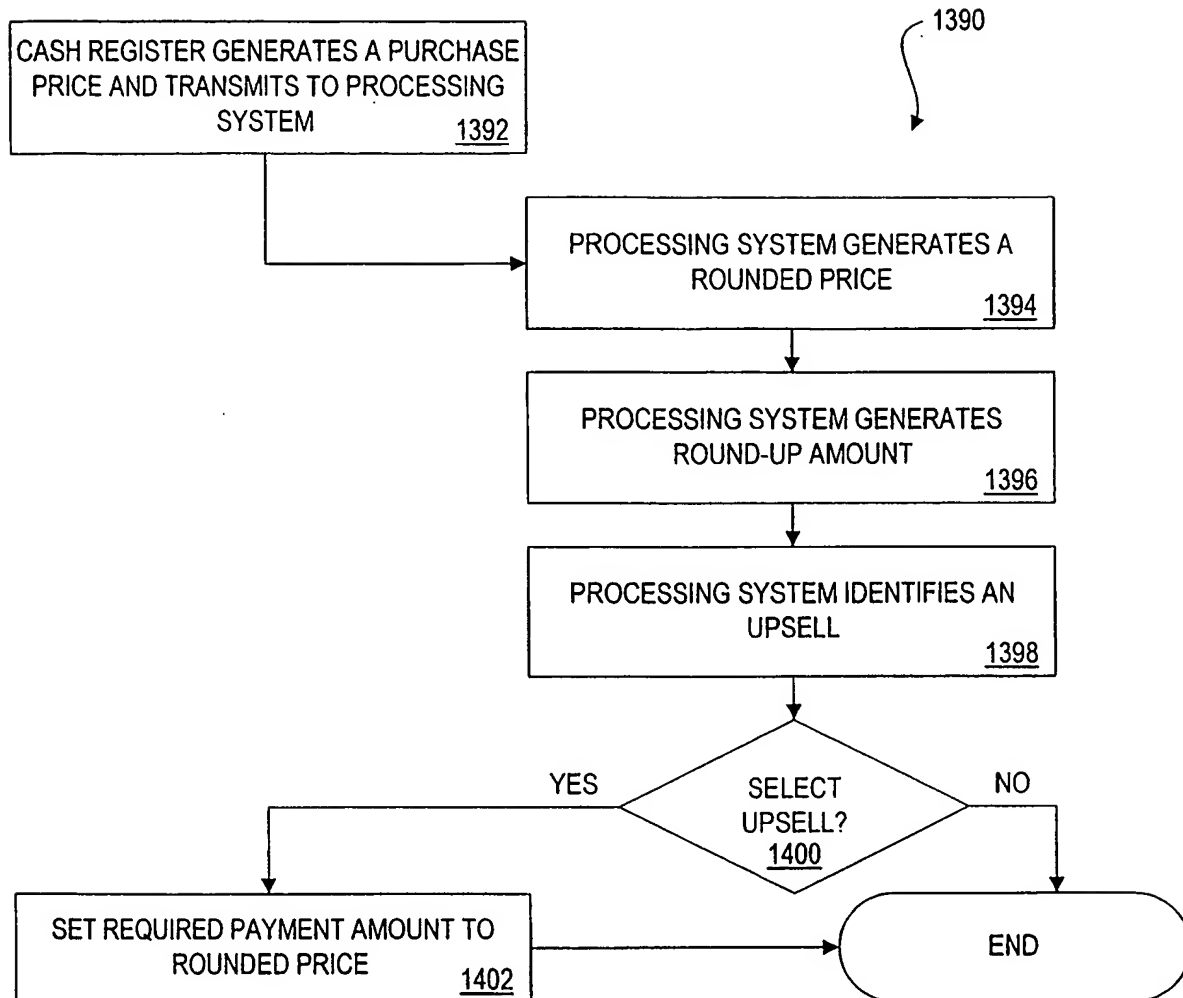 1390
CASH REGISTER GENERATES A PURCHASE
PRICE AND TRANSMITS TO PROCESSING
SYSTEM
1392
PROCESSING SYSTEM GENERATES A
ROUNDED PRICE
1394
PROCESSING SYSTEM GENERATES
ROUND-UP AMOUNT
1396
PROCESSING SYSTEM IDENTIFIES AN
UPSELL
1398
YES
SELECT
UPSELL?
1400
NO
SET REQUIRED PAYMENT AMOUNT TO
ROUNDED PRICE
1402
END